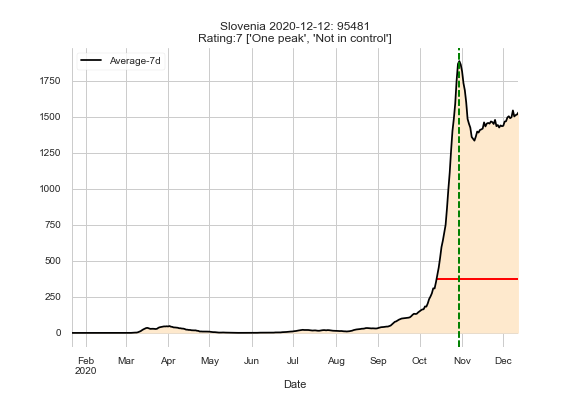 Slovenia 2020-12-12: 95481
Rating:7 ['One peak', 'Not in control']
Average-7d
1750
1500
1250
1000
750
500
250
0
Feb Mar Apr May Jun Jul Aug Sep Oct Nov Dec
2020
Date